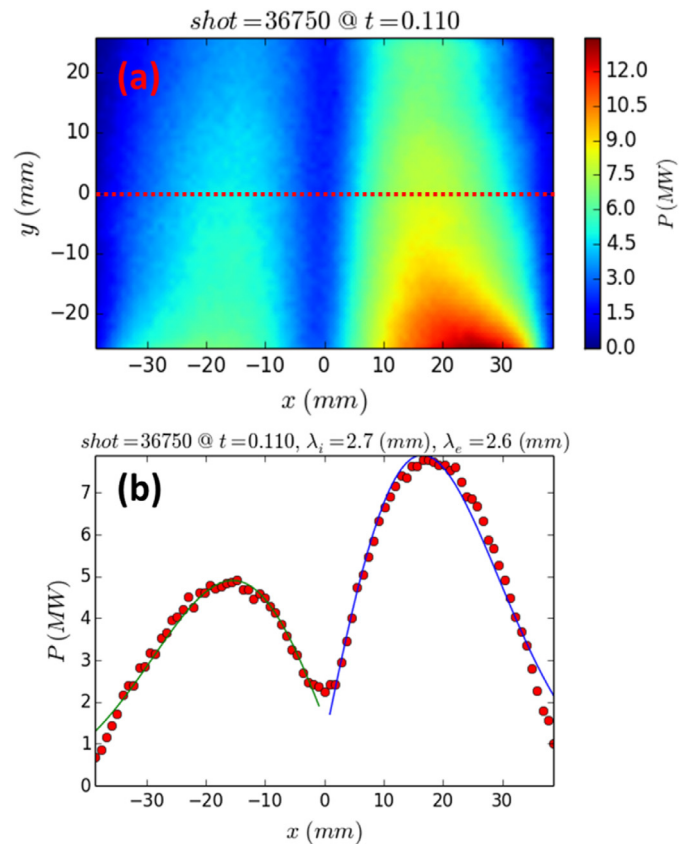 shot=36750 @ t=0.110
(a)
20
10
0
−10
−20
y (mm)
−30 −20 −10 0 10 20 30
x (mm)
12.0
10.5
9.0
7.5
6.0
4.5
3.0
1.5
0.0
P (MW)
shot=36750 @ t=0.110, λi=2.7 (mm), λe=2.6 (mm)
(b)
7
6
5
4
3
2
1
0
P (MW)
−30 −20 −10 0 10 20 30
x (mm)